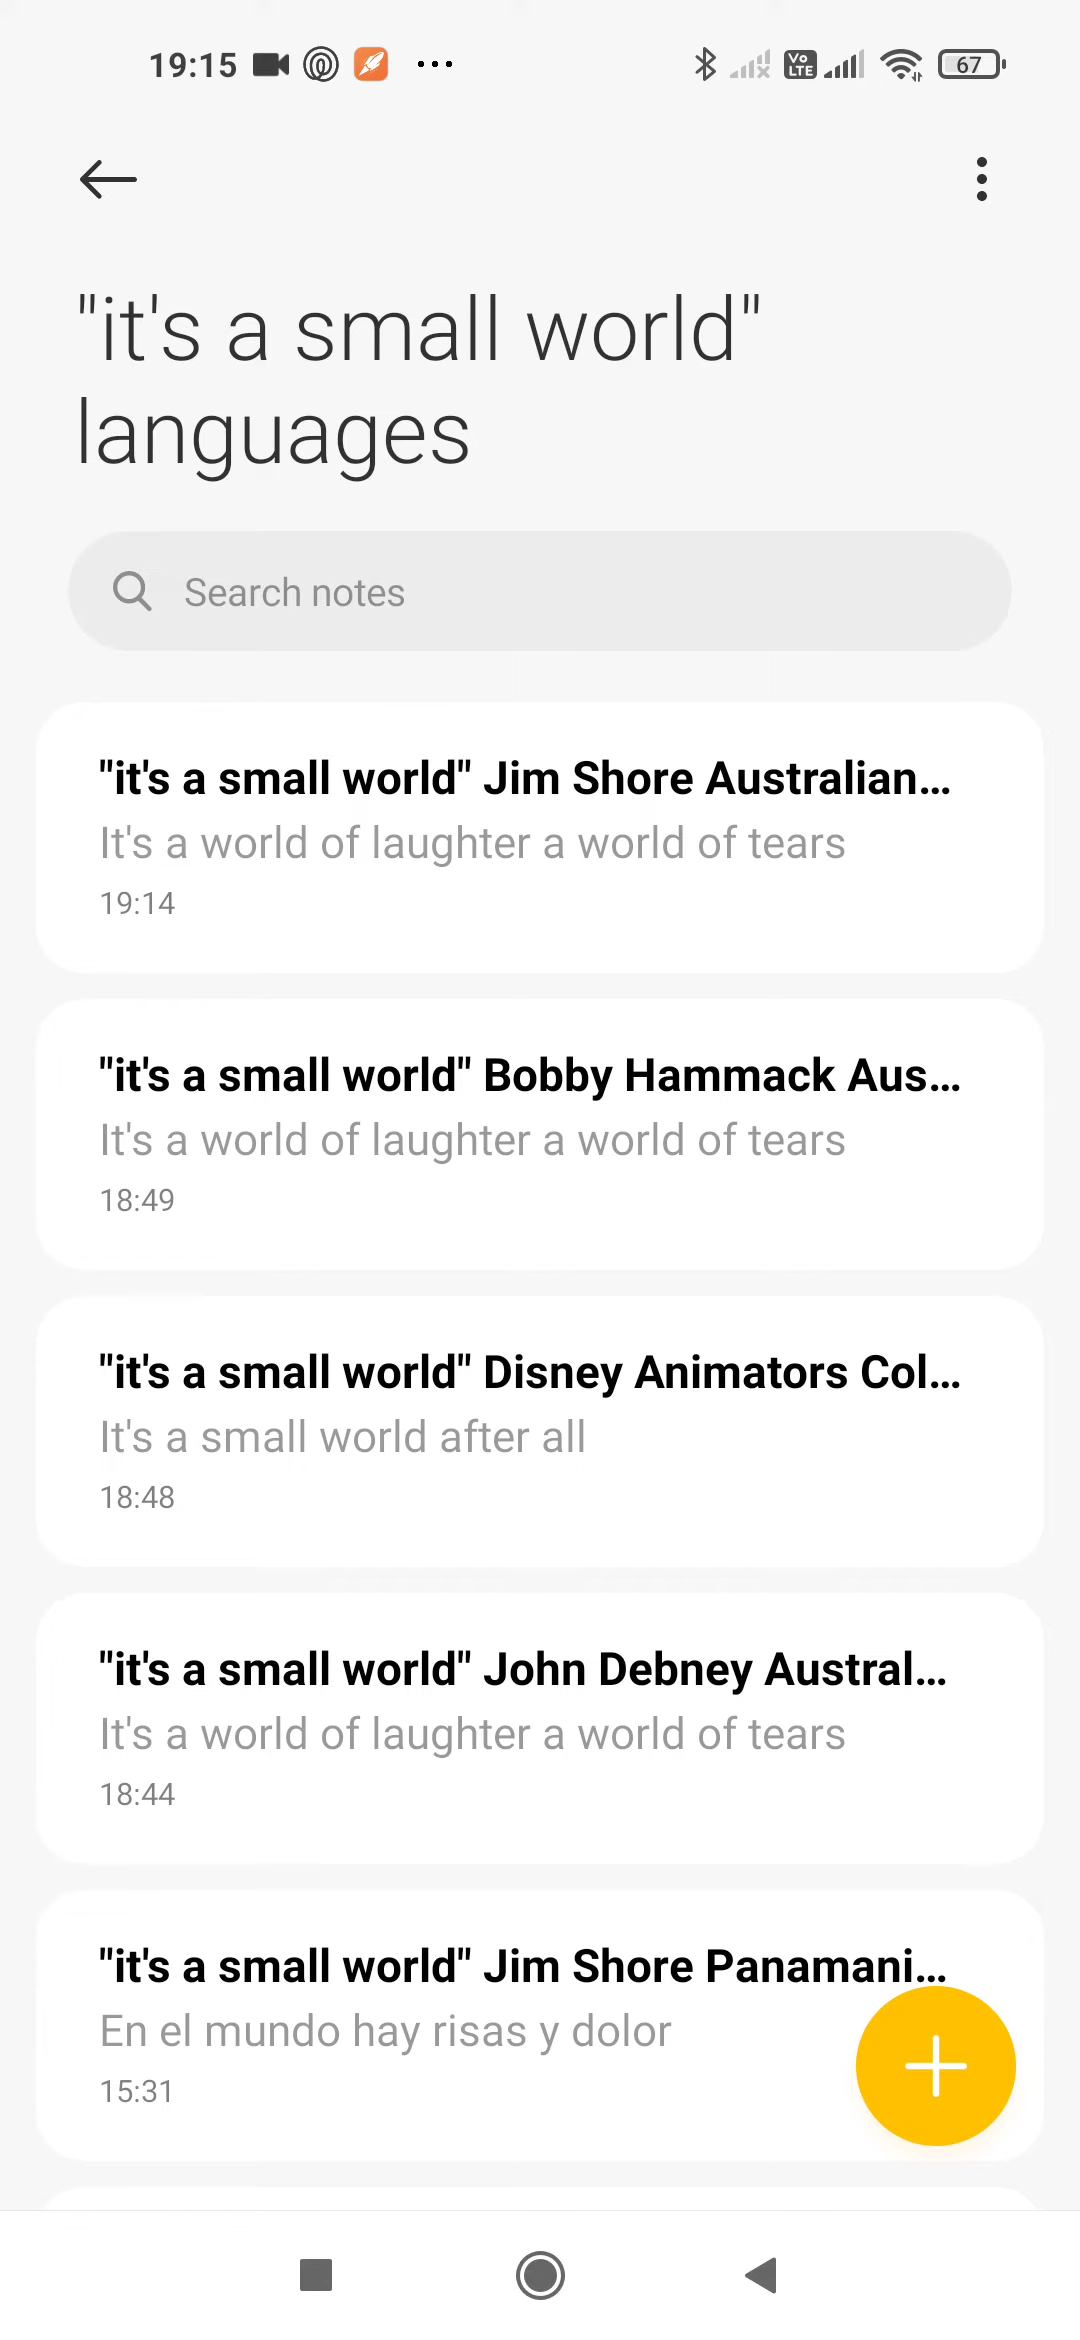 19:15
Vo LTE
67
"it's a small world"
languages
Search notes
"it's a small world" Jim Shore Australian...
It's a world of laughter a world of tears
19:14
"it's a small world" Bobby Hammack Aus...
It's a world of laughter a world of tears
18:49
"it's a small world" Disney Animators Col...
It's a small world after all
18:48
"it's a small world" John Debney Austral...
It's a world of laughter a world of tears
18:44
"it's a small world" Jim Shore Panamani...
En el mundo hay risas y dolor
15:31